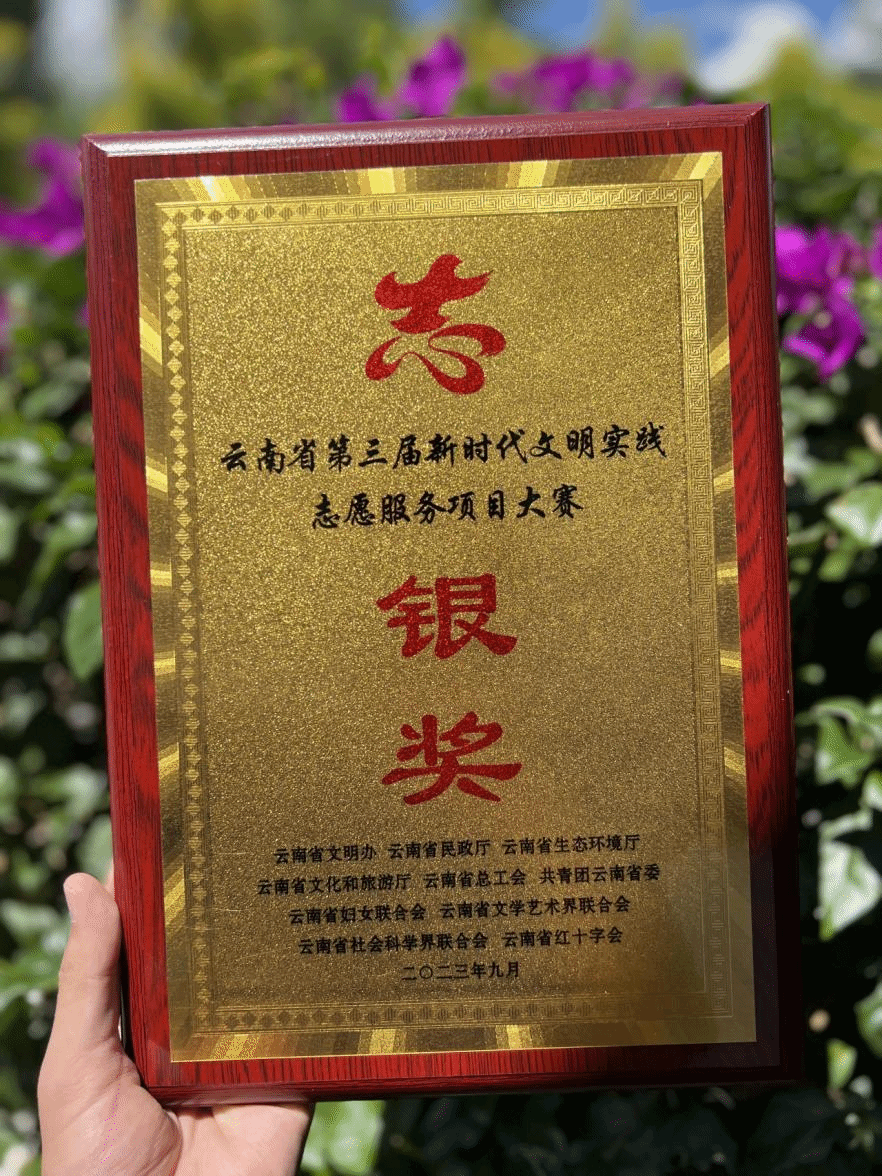 志
云南省第三届新时代文明实践
志愿服务项目大赛
银
奖
云南省文明办 云南省民政厅 云南省生态环境厅
云南省文化和旅游厅 云南省总工会 共青团云南省委
云南省妇女联合会 云南省文学艺术界联合会
云南省社会科学界联合会 云南省红十字会
二〇二三年九月